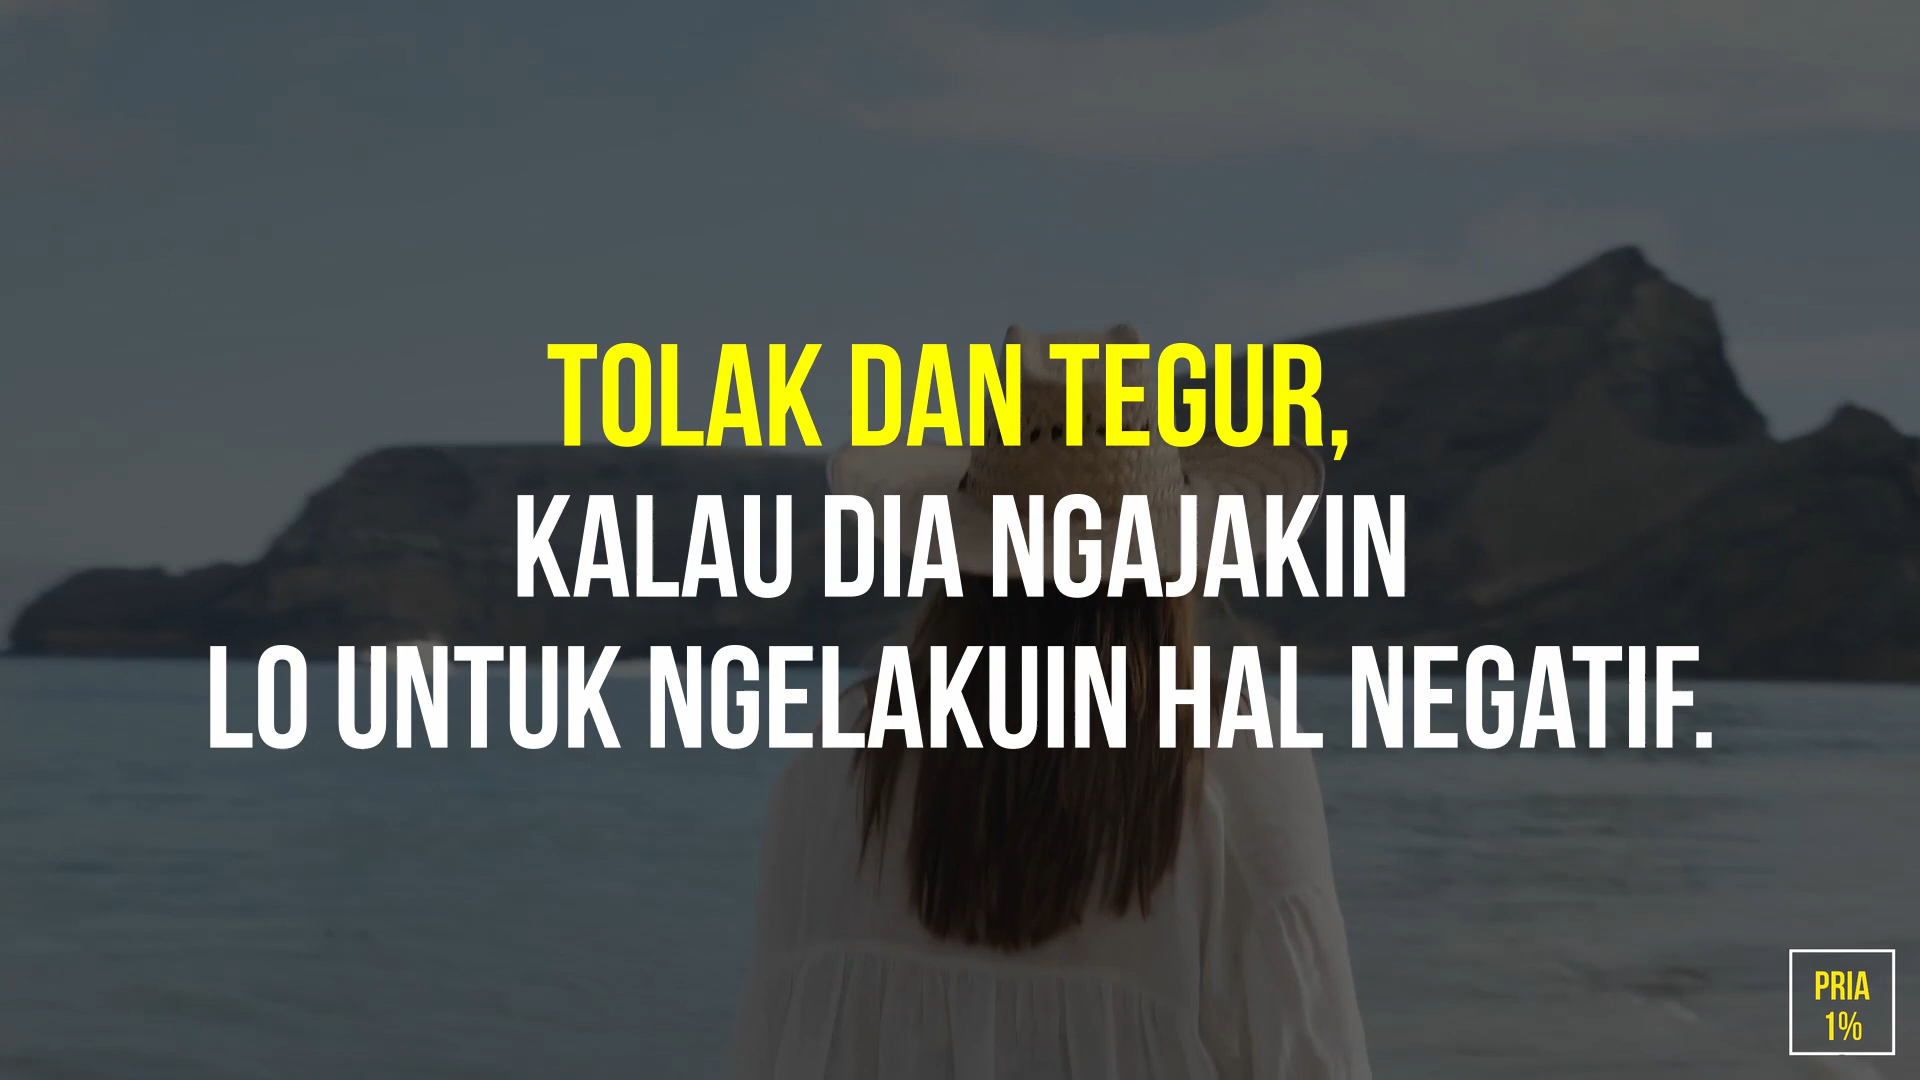 TOLAK DAN TEGUR,
KALAU DIA NGAJAKIN
LO UNTUK NGELAKUIN HAL NEGATIF.
PRIA
1%